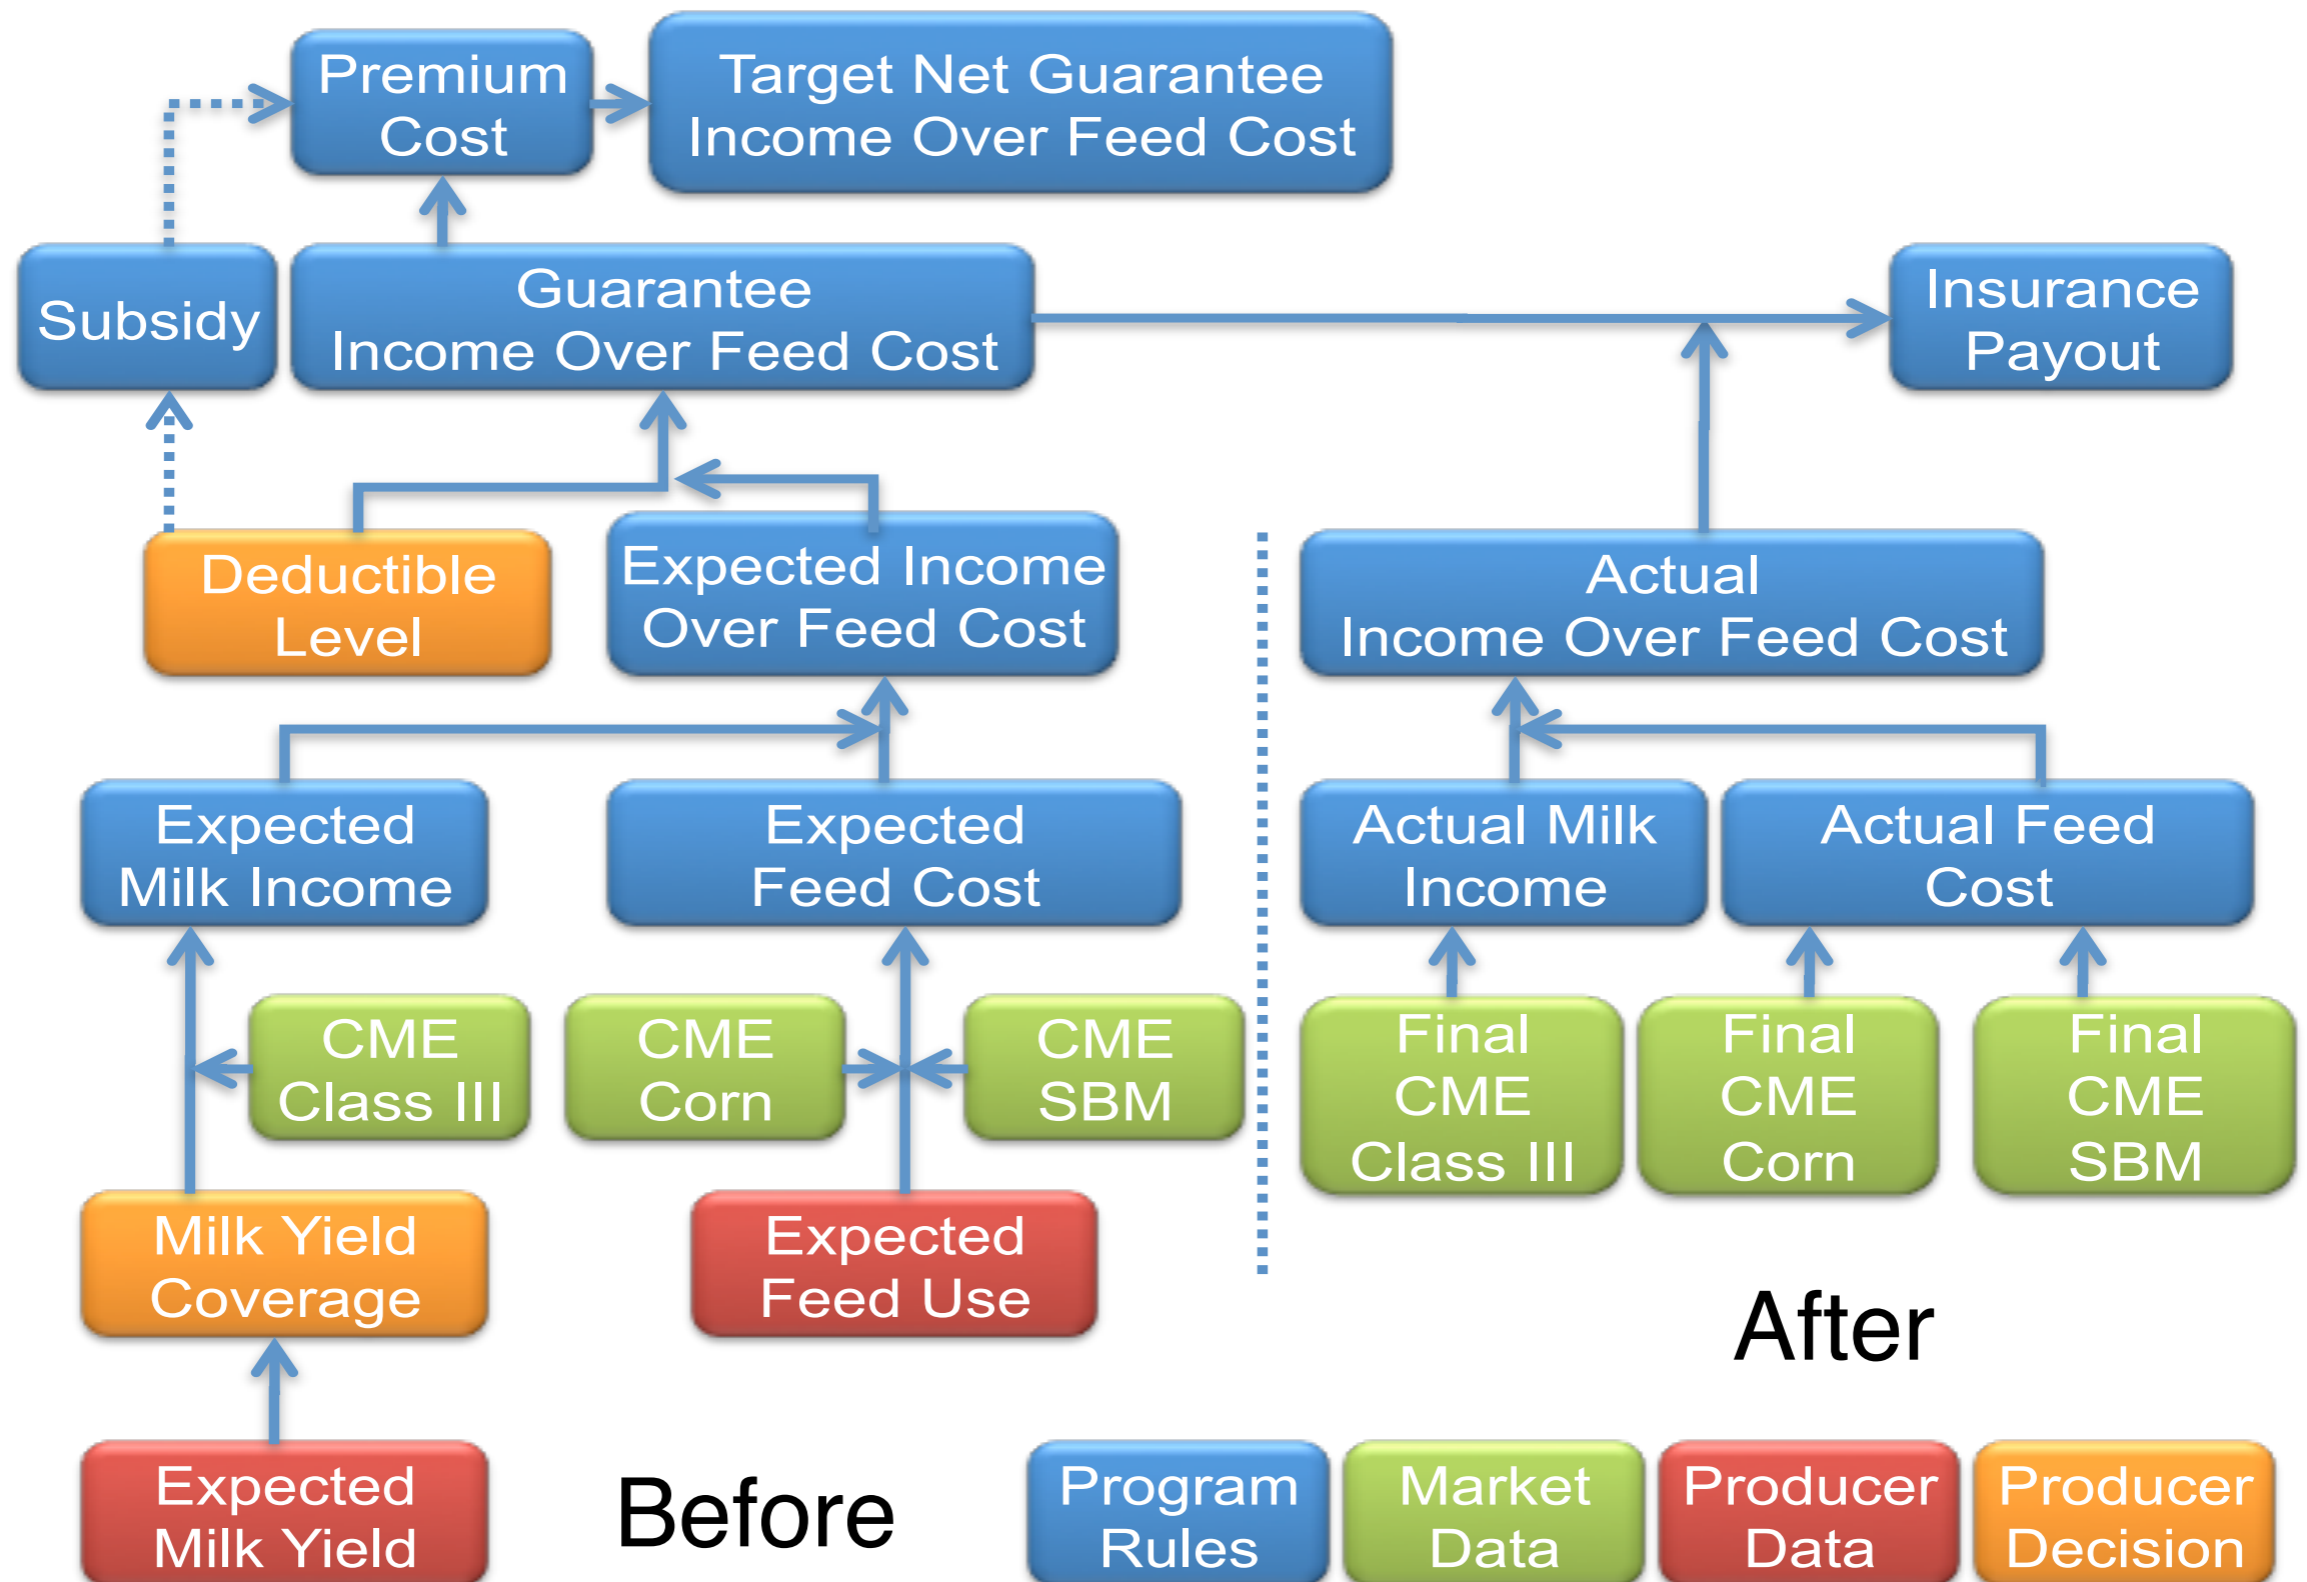 Premium
Cost
Target Net Guarantee
Income Over Feed Cost
Subsidy
Guarantee
Income Over Feed Cost
Insurance
Payout
Deductible
Level
Expected Income
Over Feed Cost
Actual
Income Over Feed Cost
Expected
Milk Income
Expected
Feed Cost
Actual Milk
Income
Actual Feed
Cost
CME
Class III
CME
Corn
CME
SBM
Final
CME
Class III
Final
CME
Corn
Final
CME
SBM
Milk Yield
Coverage
Expected
Feed Use
After
Expected
Milk Yield
Before
Program
Rules
Market
Data
Producer
Data
Producer
Decision